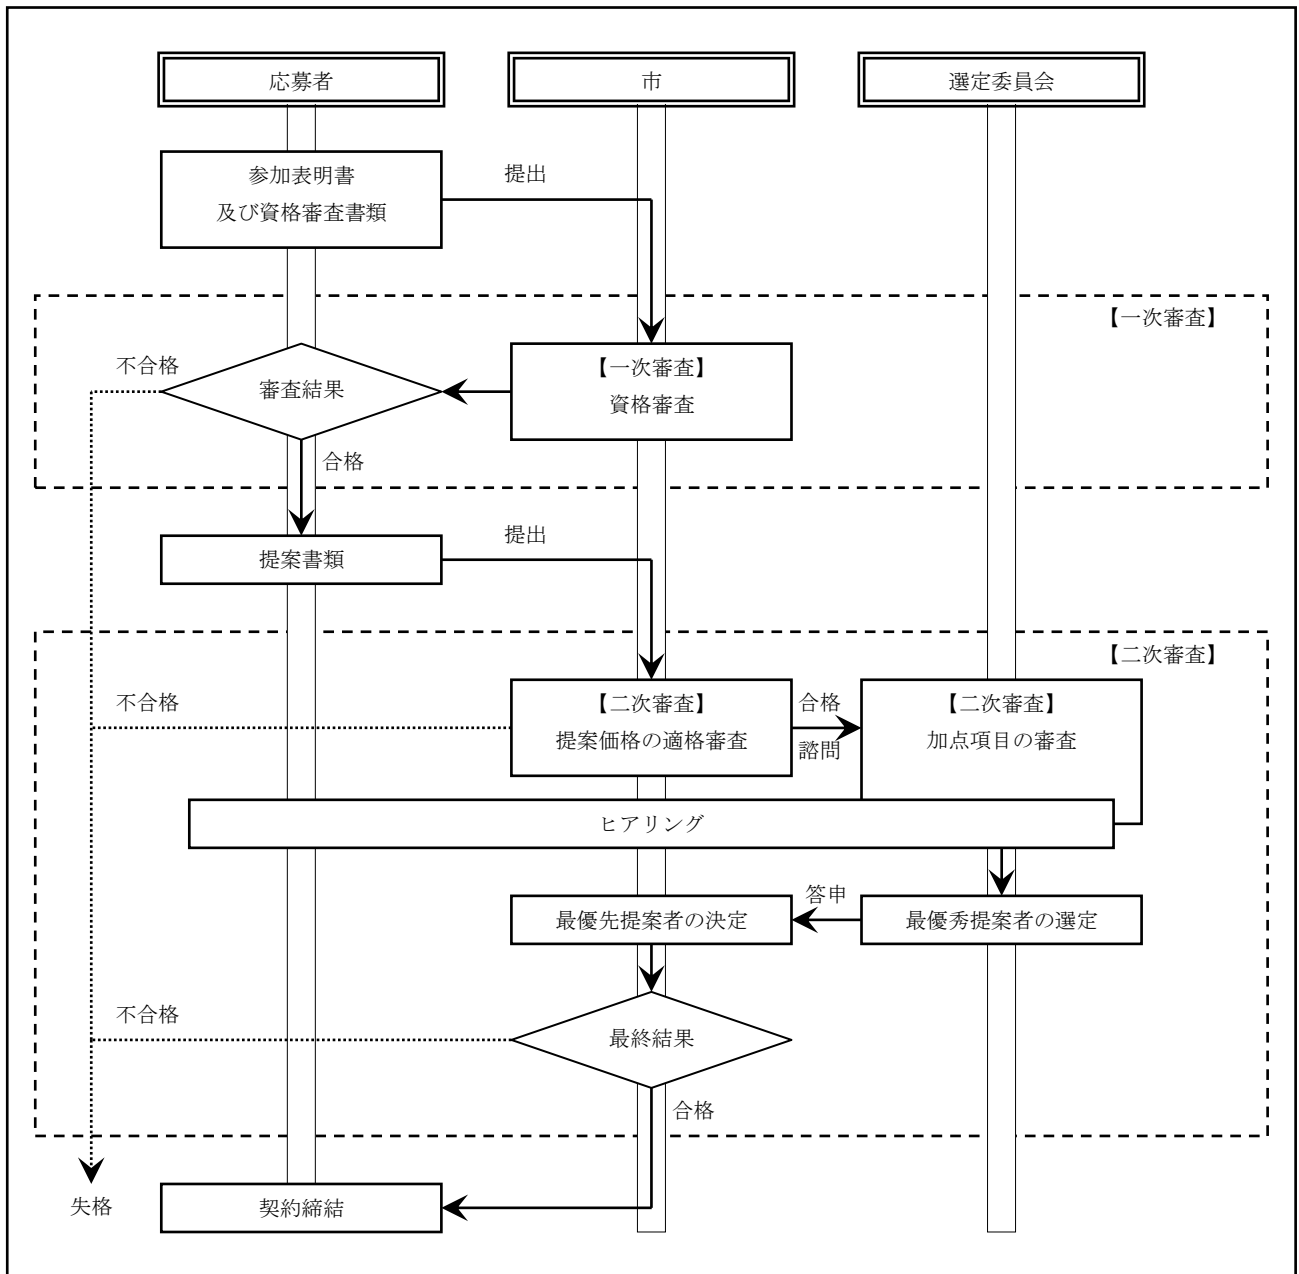 応募者
市
選定委員会
参加表明書
及び資格審査書類
提出
【一次審査】
不合格
審査結果
【一次審査】
資格審査
合格
提案書類
提出
【二次審査】
不合格
【二次審査】
提案価格の適格審査
合格
諮問
【二次審査】
加点項目の審査
ヒアリング
答申
最優先提案者の決定
最優秀提案者の選定
不合格
最終結果
合格
失格
契約締結